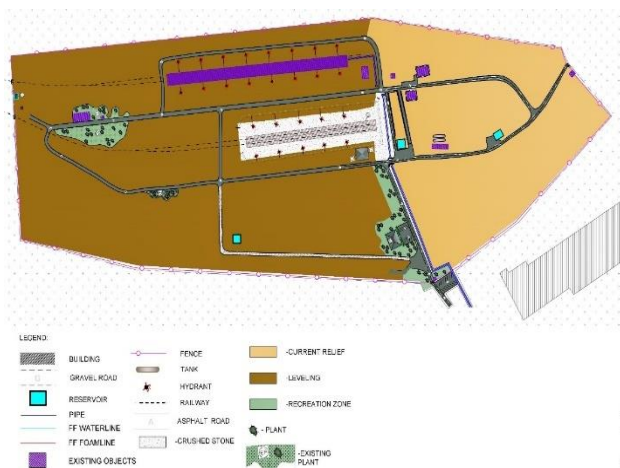 LEGEND:
BUILDING
GRAVEL ROAD
RESERVOIR
PIPE
FF WATERLINE
FF FOAMLINE
EXISTING OBJECTS
FENCE
TANK
HYDRANT
RAILWAY
ASPHALT ROAD
-CRUSHED STONE
-CURRENT RELIEF
-LEVELING
-RECREATION ZONE
- PLANT
-EXISTING
PLANT